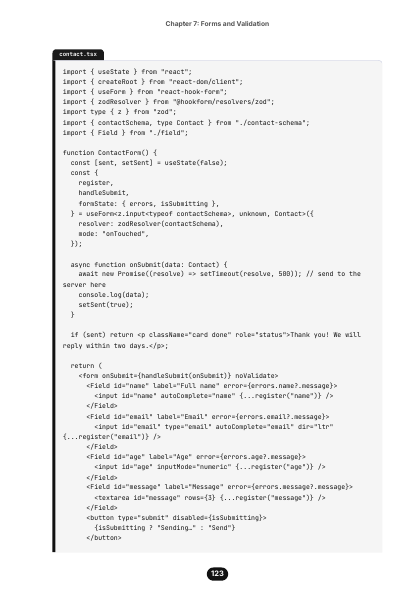 Chapter 7: Forms and Validation
contact.tsx
import { useState } from "react";
import { createRoot } from "react-dom/client";
import { useForm } from "react-hook-form";
import { zodResolver } from "@hookform/resolvers/zod";
import type { z } from "zod";
import { contactSchema, type Contact } from "./contact-schema";
import { Field } from "./field";

function ContactForm() {
  const [sent, setSent] = useState(false);
  const {
    register,
    handleSubmit,
    formState: { errors, isSubmitting },
  } = useForm<z.input<typeof contactSchema>, unknown, Contact>({
    resolver: zodResolver(contactSchema),
    mode: "onTouched",
  });

  async function onSubmit(data: Contact) {
    await new Promise((resolve) => setTimeout(resolve, 500)); // send to the
server here
    console.log(data);
    setSent(true);
  }

  if (sent) return <p className="card done" role="status">Thank you! We will
reply within two days.</p>;

  return (
    <form onSubmit={handleSubmit(onSubmit)} noValidate>
      <Field id="name" label="Full name" error={errors.name?.message}>
        <input id="name" autoComplete="name" {...register("name")} />
      </Field>
      <Field id="email" label="Email" error={errors.email?.message}>
        <input id="email" type="email" autoComplete="email" dir="ltr"
{...register("email")} />
      </Field>
      <Field id="age" label="Age" error={errors.age?.message}>
        <input id="age" inputMode="numeric" {...register("age")} />
      </Field>
      <Field id="message" label="Message" error={errors.message?.message}>
        <textarea id="message" rows={3} {...register("message")} />
      </Field>
      <button type="submit" disabled={isSubmitting}>
        {isSubmitting ? "Sending…" : "Send"}
      </button>
123